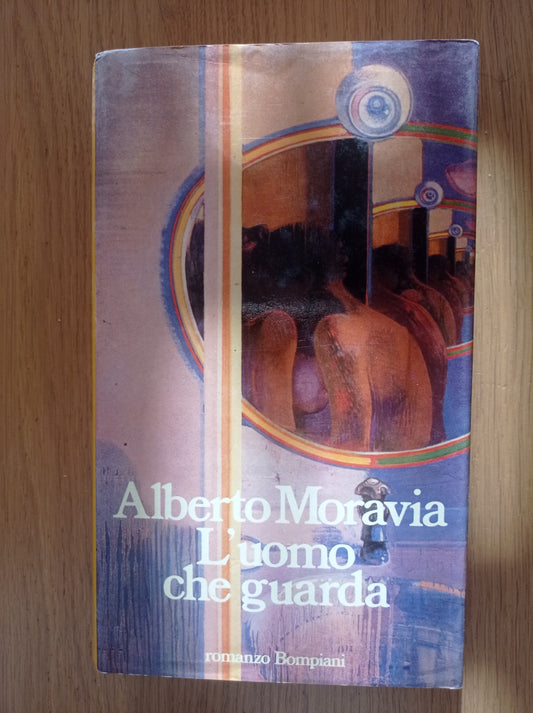 Alberto Moravia
L'uomo
che guarda
romanzo Bompiani